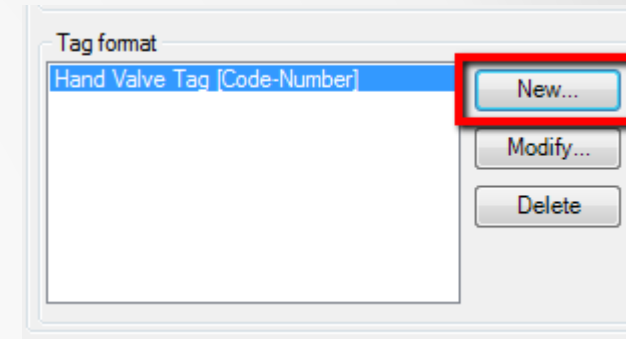 Tag format
Hand Valve Tag [Code-Number]
New...
Modify...
Delete